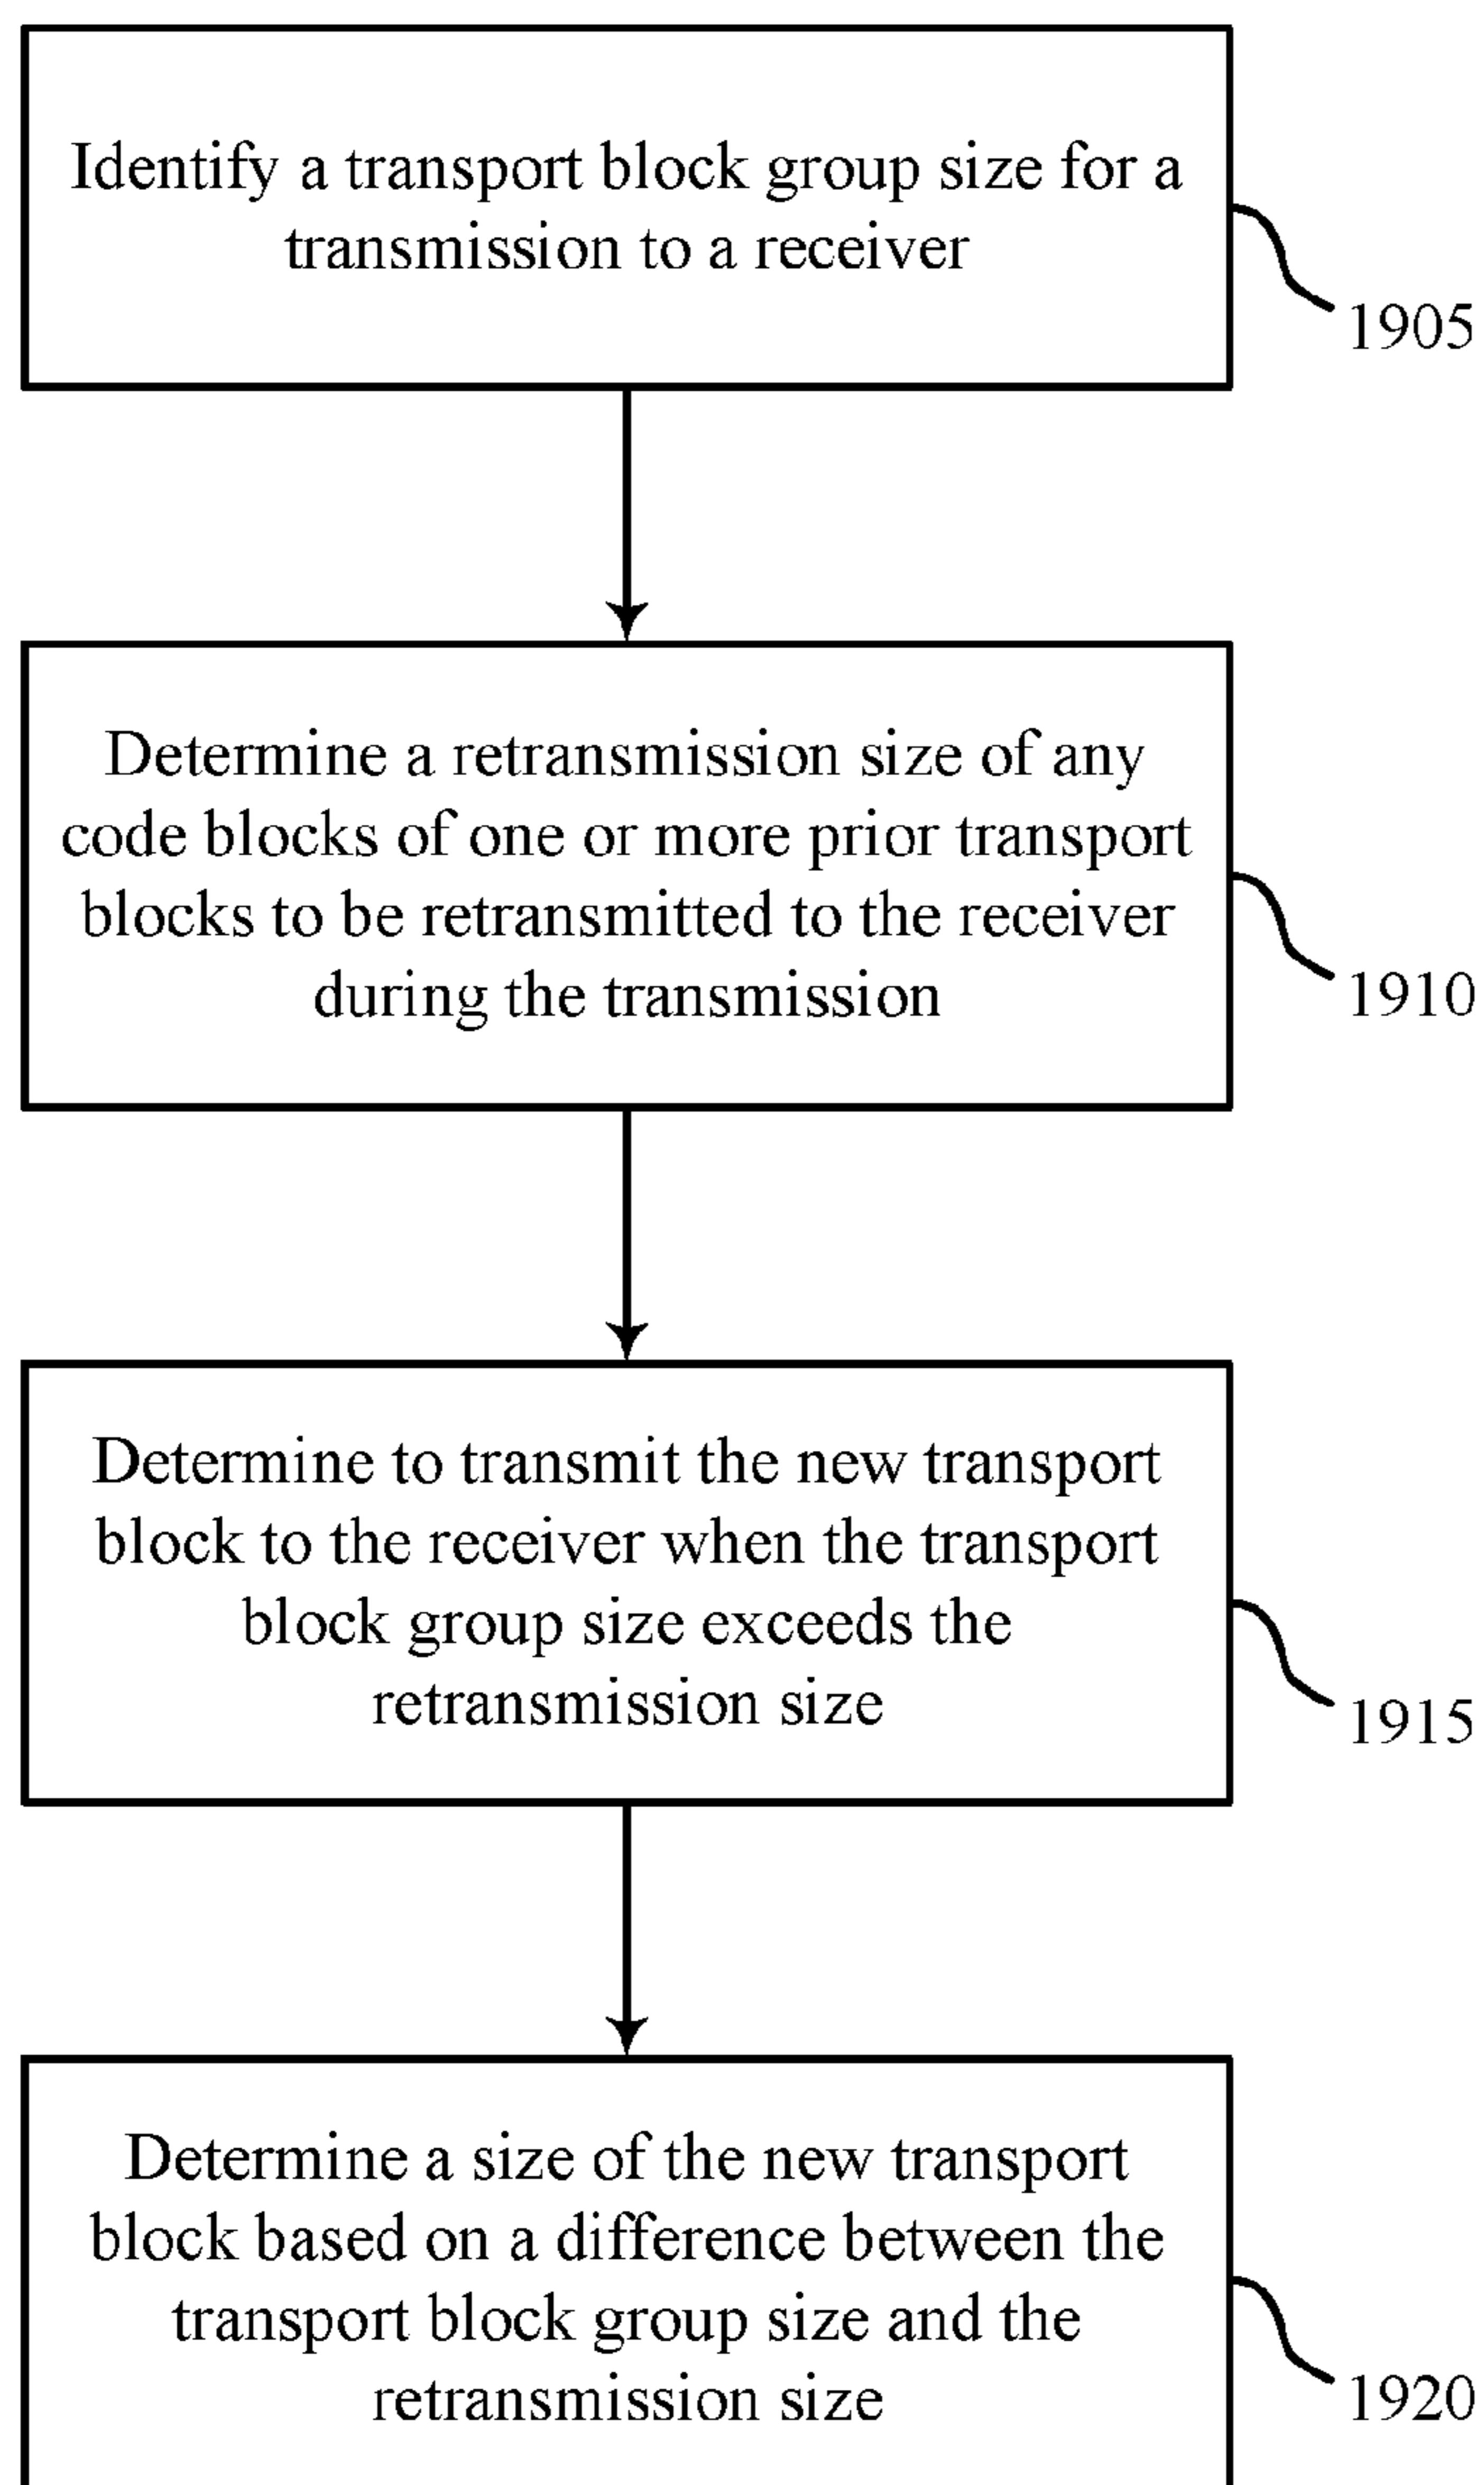 Identify a transport block group size for a
transmission to a receiver
1905
Determine a retransmission size of any
code blocks of one or more prior transport
blocks to be retransmitted to the receiver
during the transmission
1910
Determine to transmit the new transport
block to the receiver when the transport
block group size exceeds the
retransmission size
1915
Determine a size of the new transport
block based on a difference between the
transport block group size and the
retransmission size
1920